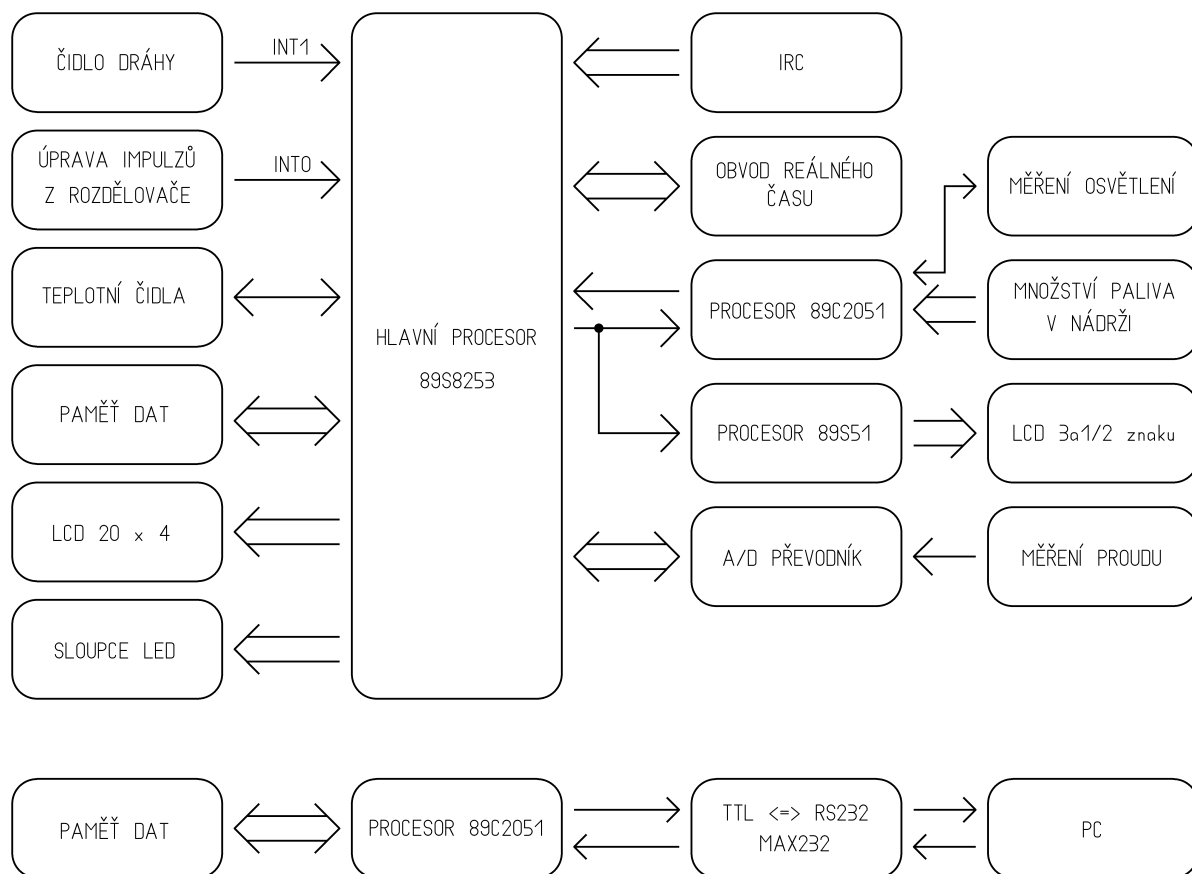 ČIDLO DRÁHY
INT1
IRC
ÚPRAVA IMPULZŮ
Z ROZDĚLOVAČE
INT0
OBVOD REÁLNÉHO
ČASU
MĚŘENÍ OSVĚTLENÍ
TEPLOTNÍ ČIDLA
HLAVNÍ PROCESOR
89S8253
PROCESOR 89C2051
MNOŽSTVÍ PALIVA
V NÁDRŽI
PAMĚŤ DAT
PROCESOR 89S51
LCD 3a1/2 znaku
LCD 20 x 4
A/D PŘEVODNÍK
MĚŘENÍ PROUDU
SLOUPCE LED
PAMĚŤ DAT
PROCESOR 89C2051
TTL <=> RS232
MAX232
PC